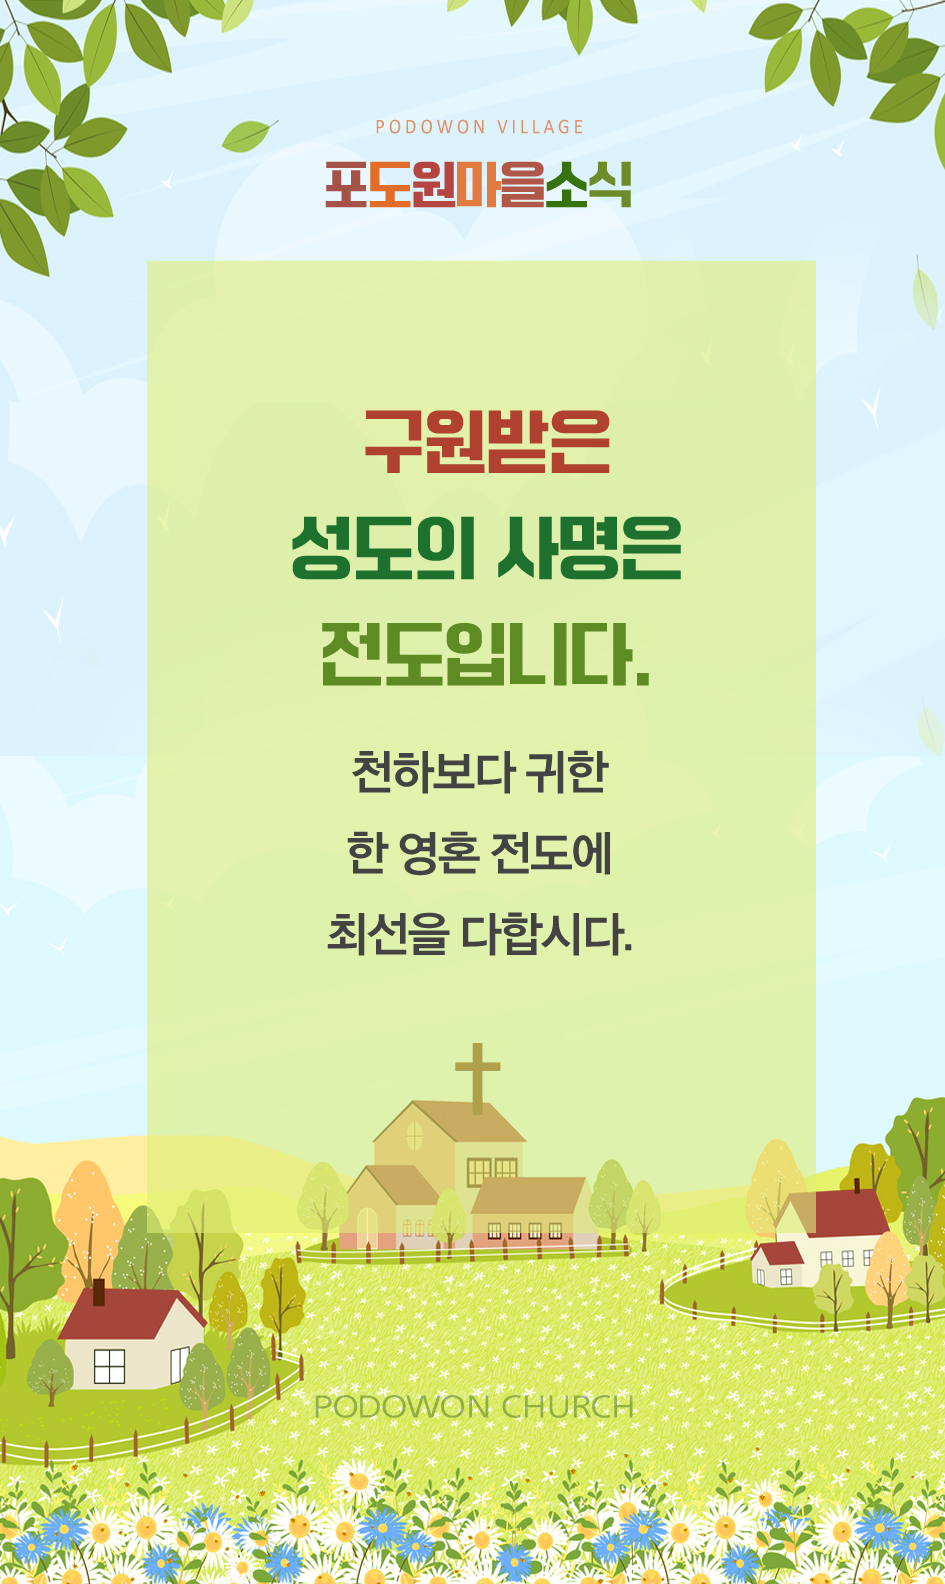 PODOWON VILLAGE
포도원마을소식
구원받은
성도의 사명은
전도입니다.
천하보다 귀한
한 영혼 전도에
최선을 다합시다.
PODOWON CHURCH